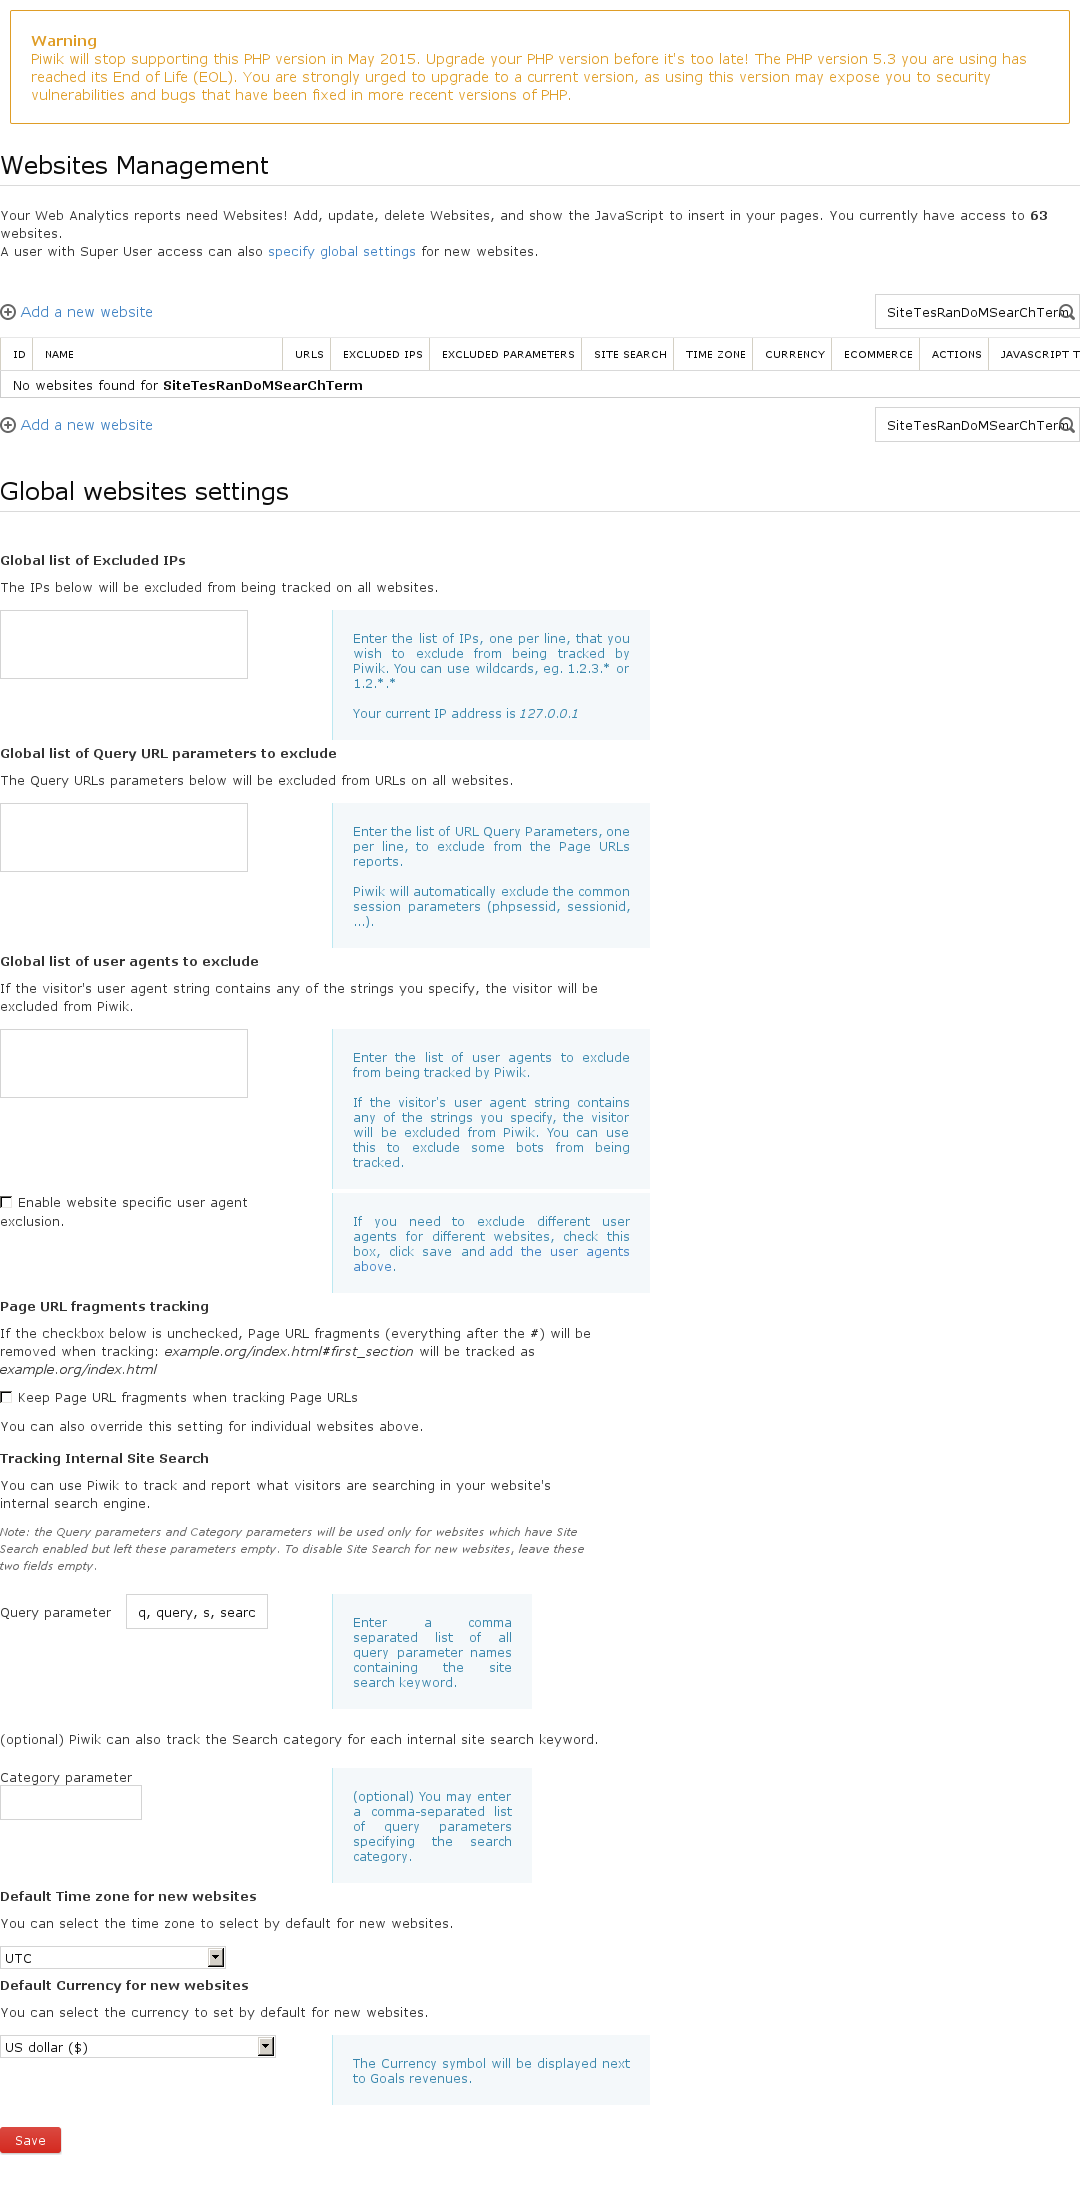 Warning
Piwik will stop supporting this PHP version in May 2015. Upgrade your PHP version before it's too late! The PHP version 5.3 you are using has
reached its End of Life (EOL). You are strongly urged to upgrade to a current version, as using this version may expose you to security
vulnerabilities and bugs that have been fixed in more recent versions of PHP.
Websites Management
Your Web Analytics reports need Websites! Add, update, delete Websites, and show the JavaScript to insert in your pages. You currently have access to 63
websites.
A user with Super User access can also specify global settings for new websites.
Add a new website SiteTesRanDoMSearChTerm
ID NAME URLS EXCLUDED IPS EXCLUDED PARAMETERS SITE SEARCH TIME ZONE CURRENCY ECOMMERCE ACTIONS JAVASCRIPT T
No websites found for SiteTesRanDoMSearChTerm
Add a new website SiteTesRanDoMSearChTerm
Global websites settings
Global list of Excluded IPs
The IPs below will be excluded from being tracked on all websites.
Enter the list of IPs, one per line, that you
wish to exclude from being tracked by
Piwik. You can use wildcards, eg. 1.2.3.* or
1.2.*.*
Your current IP address is 127.0.0.1
Global list of Query URL parameters to exclude
The Query URLs parameters below will be excluded from URLs on all websites.
Enter the list of URL Query Parameters, one
per line, to exclude from the Page URLs
reports.
Piwik will automatically exclude the common
session parameters (phpsessid, sessionid,
...).
Global list of user agents to exclude
If the visitor's user agent string contains any of the strings you specify, the visitor will be
excluded from Piwik.
Enter the list of user agents to exclude
from being tracked by Piwik.
If the visitor's user agent string contains
any of the strings you specify, the visitor
will be excluded from Piwik. You can use
this to exclude some bots from being
tracked.
Enable website specific user agent
exclusion.
If you need to exclude different user
agents for different websites, check this
box, click save and add the user agents
above.
Page URL fragments tracking
If the checkbox below is unchecked, Page URL fragments (everything after the #) will be
removed when tracking: example.org/index.html#first_section will be tracked as
example.org/index.html
Keep Page URL fragments when tracking Page URLs
You can also override this setting for individual websites above.
Tracking Internal Site Search
You can use Piwik to track and report what visitors are searching in your website's
internal search engine.
Note: the Query parameters and Category parameters will be used only for websites which have Site
Search enabled but left these parameters empty. To disable Site Search for new websites, leave these
two fields empty.
Query parameter q, query, s, searc
Enter a comma
separated list of all
query parameter names
containing the site
search keyword.
(optional) Piwik can also track the Search category for each internal site search keyword.
Category parameter
(optional) You may enter
a comma-separated list
of query parameters
specifying the search
category.
Default Time zone for new websites
You can select the time zone to select by default for new websites.
UTC
Default Currency for new websites
You can select the currency to set by default for new websites.
US dollar ($)
The Currency symbol will be displayed next
to Goals revenues.
Save